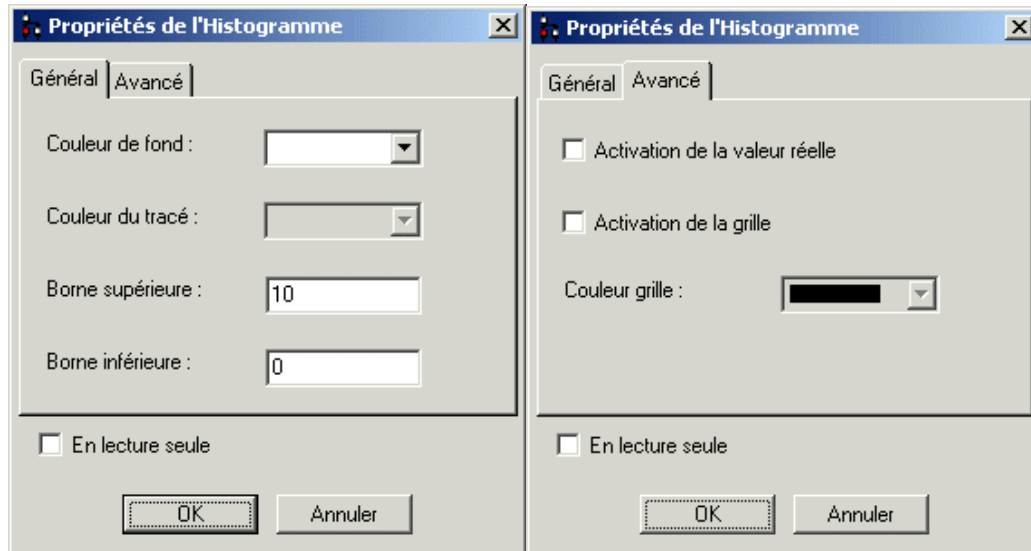 Propriétés de l'Histogramme
Général Avancé
Couleur de fond :
Couleur du tracé :
Borne supérieure : 10
Borne inférieure : 0
En lecture seule
OK Annuler
Propriétés de l'Histogramme
Général Avancé
Activation de la valeur réelle
Activation de la grille
Couleur grille :
En lecture seule
OK Annuler